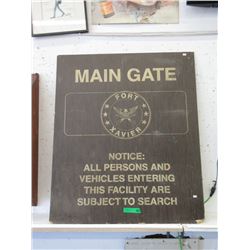 MAIN GATE
FORT
XAVIER
NOTICE:
ALL PERSONS AND
VEHICLES ENTERING
THIS FACILITY ARE
SUBJECT TO SEARCH